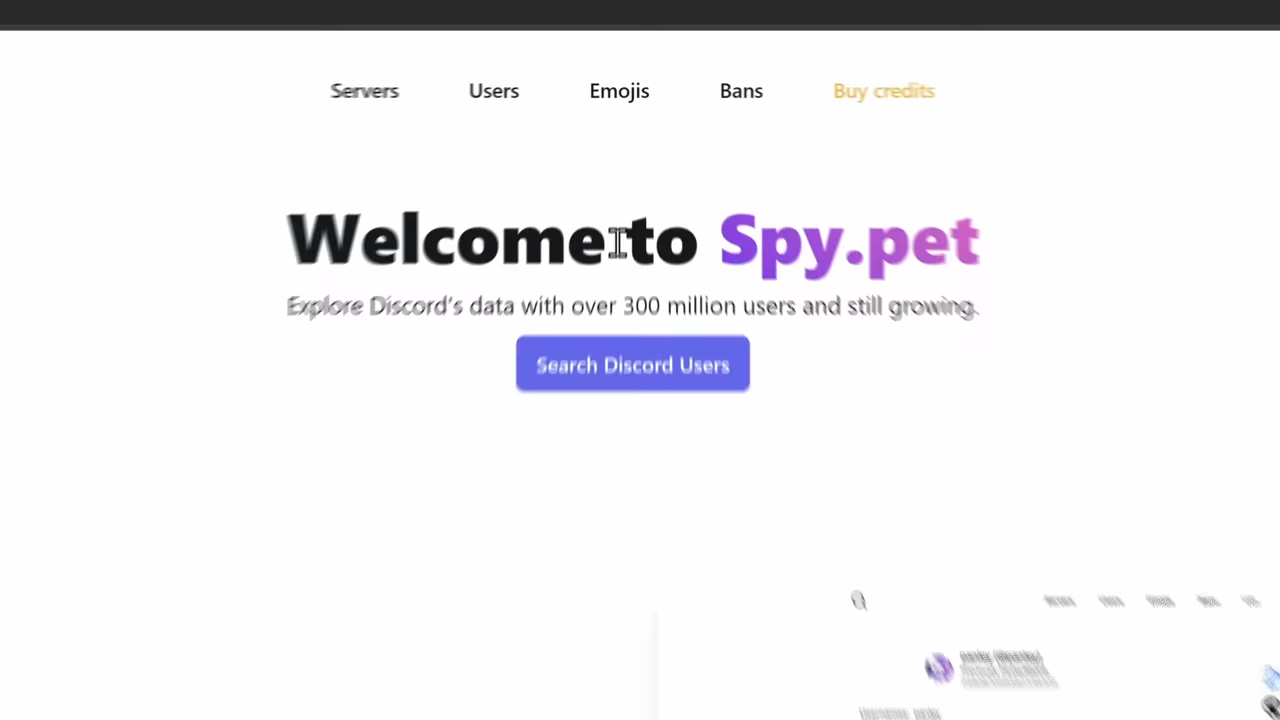 Servers Users Emojis Bans Buy credits
Welcome to Spy.pet
Explore Discord's data with over 300 million users and still growing.
Search Discord Users